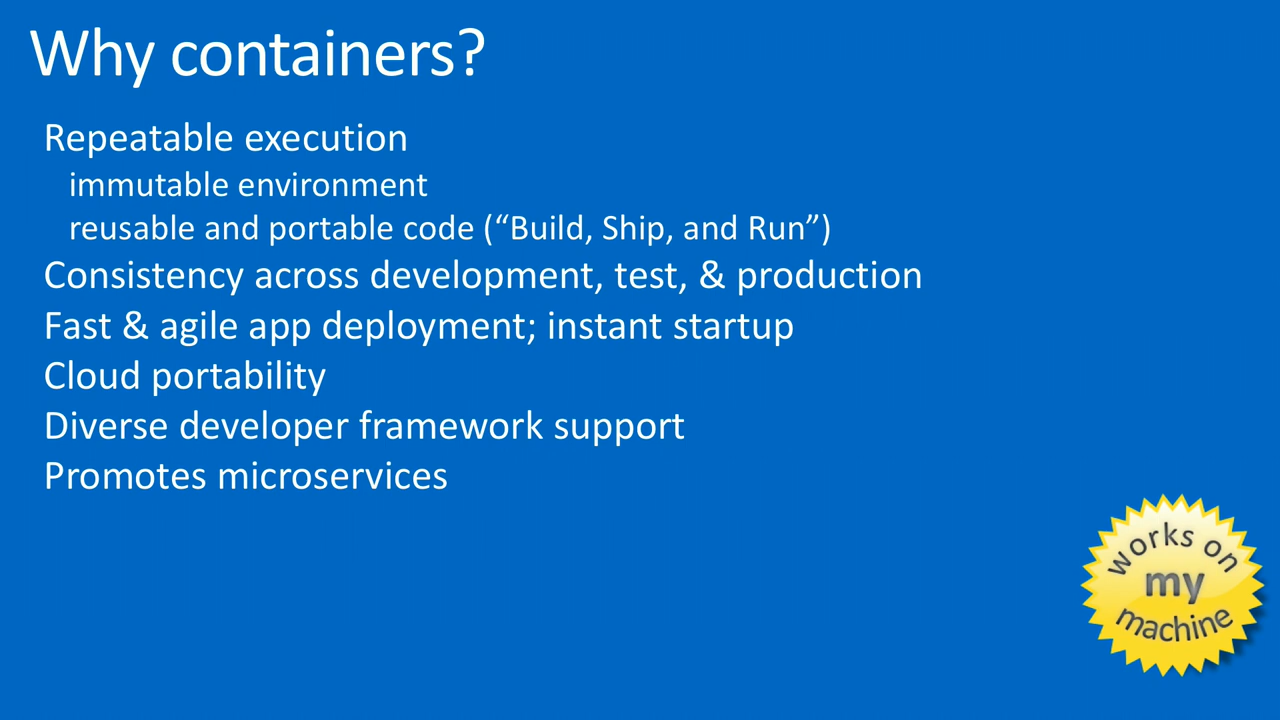 Why containers?
Repeatable execution
immutable environment
reusable and portable code (“Build, Ship, and Run”)
Consistency across development, test, & production
Fast & agile app deployment; instant startup
Cloud portability
Diverse developer framework support
Promotes microservices
works on
my
machine